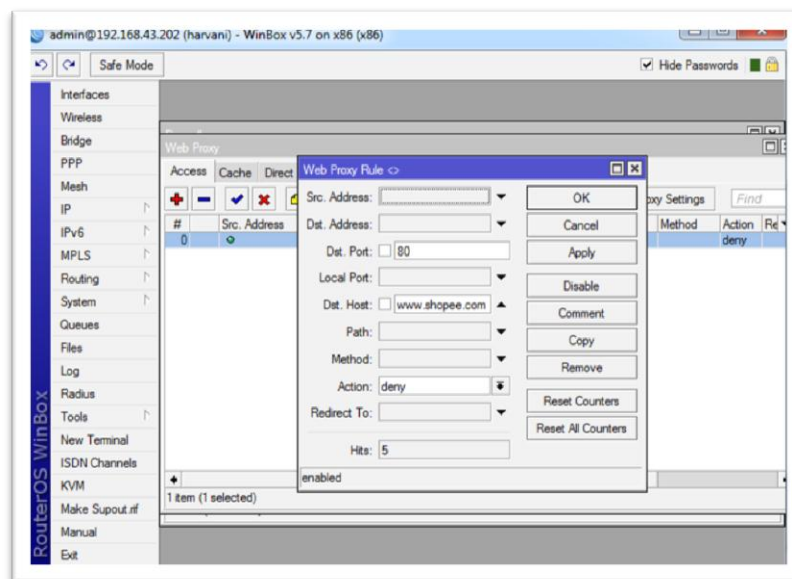 admin@192.168.43.202 (harvani) - WinBox v5.7 on x86 (x86)
Safe Mode
Hide Passwords
RouterOS WinBox
Interfaces
Wireless
Bridge
PPP
Mesh
IP
IPv6
MPLS
Routing
System
Queues
Files
Log
Radius
Tools
New Terminal
ISDN Channels
KVM
Make Supout.rif
Manual
Exit
Web Proxy
Access Cache Direct
Settings Find
# Src. Address Method Action
0 deny
1 item (1 selected)
Web Proxy Rule <>
Src. Address:
Dst. Address:
Dst. Port: 80
Local Port:
Dst. Host: www.shopee.com
Path:
Method:
Action: deny
Redirect To:
Hits: 5
enabled
OK
Cancel
Apply
Disable
Comment
Copy
Remove
Reset Counters
Reset All Counters